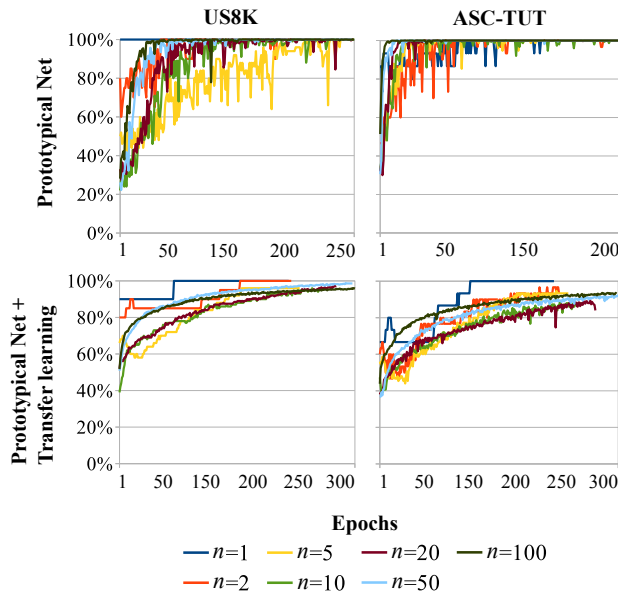 US8K
ASC-TUT
Prototypical Net
100%
80%
60%
40%
20%
0%
1 50 150 200 250
1 50 150 200
Prototypical Net +
Transfer learning
100%
80%
60%
40%
20%
0%
1 50 150 200 250 300
1 50 150 200 250 300
Epochs
n=1 n=5 n=20 n=100
n=2 n=10 n=50